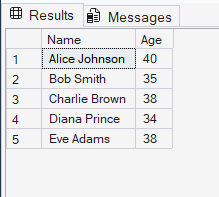 Results Messages
Name Age
1 Alice Johnson 40
2 Bob Smith 35
3 Charlie Brown 38
4 Diana Prince 34
5 Eve Adams 38